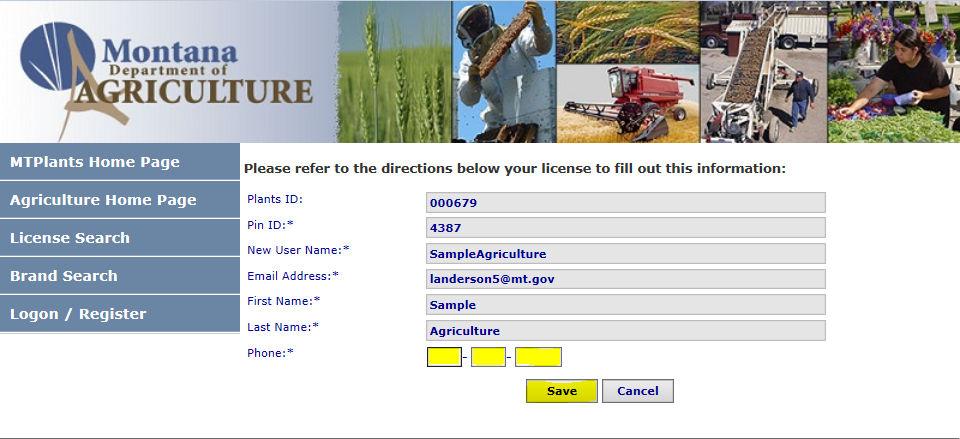 Montana
Department of
AGRICULTURE
MTPlants Home Page
Agriculture Home Page
License Search
Brand Search
Logon / Register
Please refer to the directions below your license to fill out this information:
Plants ID: 000679
Pin ID:* 4387
New User Name:* SampleAgriculture
Email Address:* landerson5@mt.gov
First Name:* Sample
Last Name:* Agriculture
Phone:* - -
Save Cancel